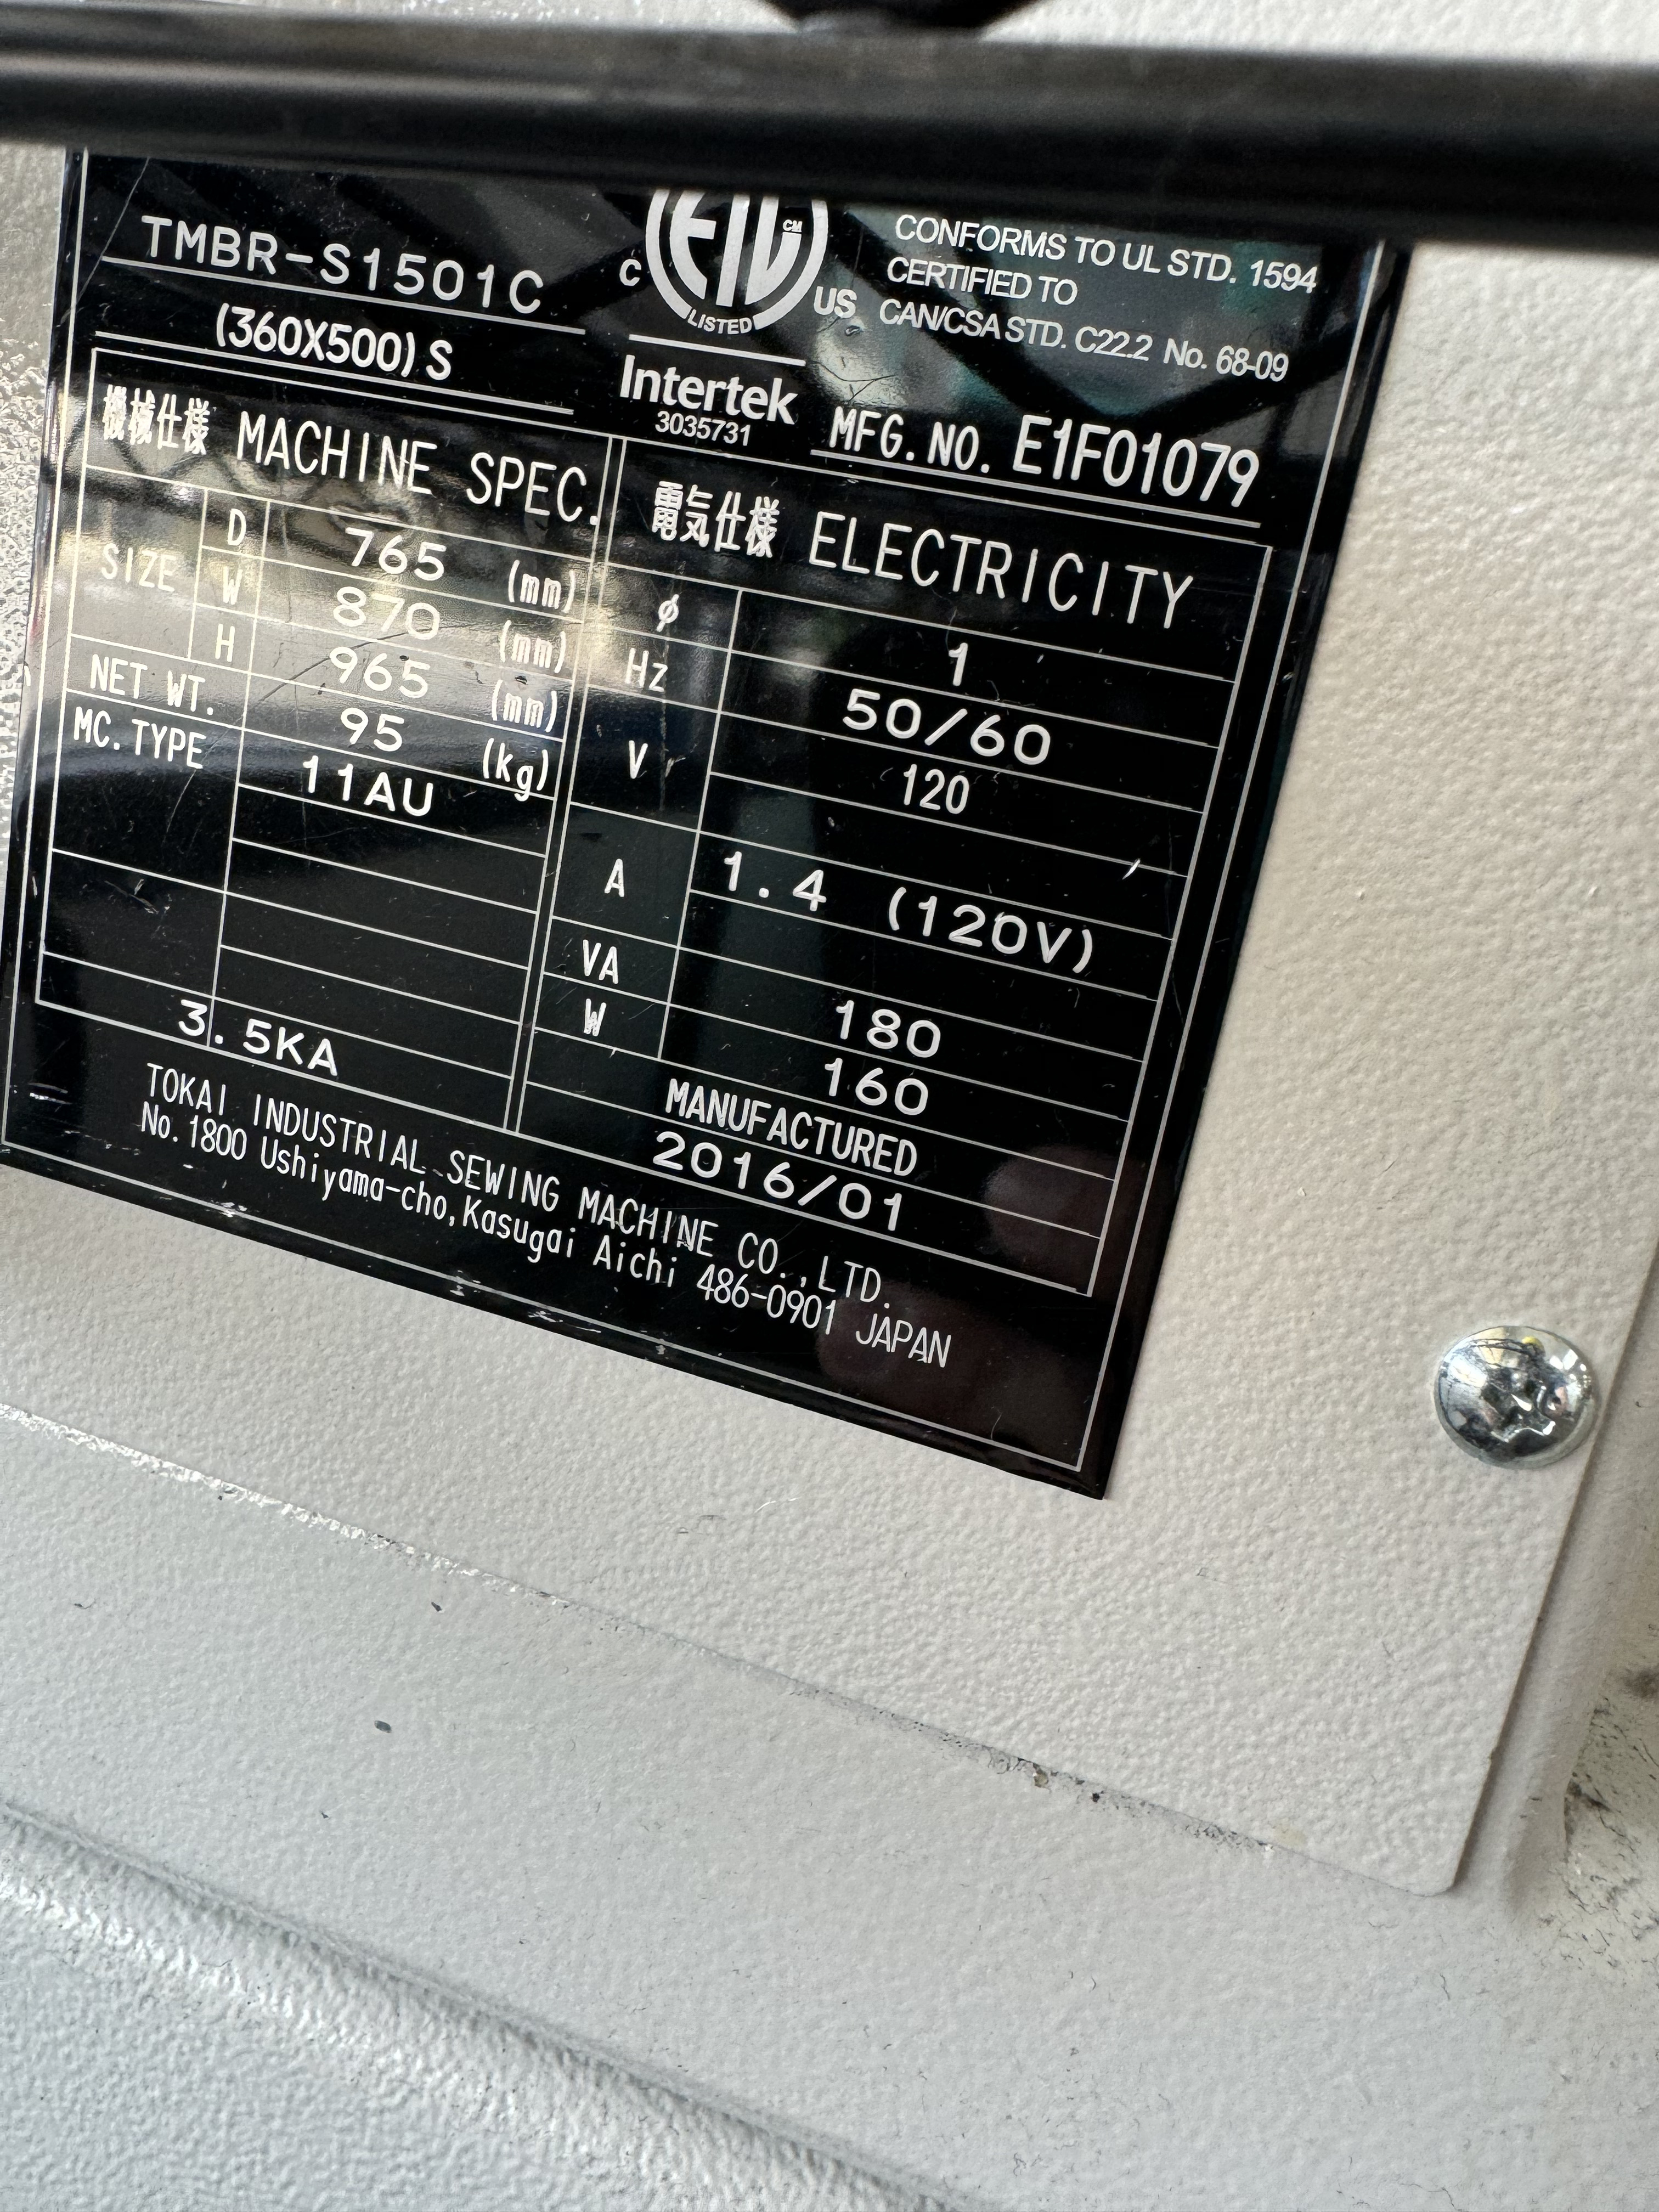 TMBR-S1501C
(360X500)S
ETL CM
C US
LISTED
Intertek
3035731
CONFORMS TO UL STD. 1594
CERTIFIED TO
CAN/CSA STD. C22.2 No. 68-09
MFG. NO. E1F01079
機械仕様 MACHINE SPEC.
SIZE D 765 (mm)
W 870 (mm)
H 965 (mm)
NET WT. 95 (kg)
MC. TYPE 11AU
3.5KA
電気仕様 ELECTRICITY
ϕ 1
Hz 50/60
V 120
A 1.4 (120V)
VA 180
W 160
MANUFACTURED
2016/01
TOKAI INDUSTRIAL SEWING MACHINE CO.,LTD.
No.1800 Ushiyama-cho,Kasugai Aichi 486-0901 JAPAN